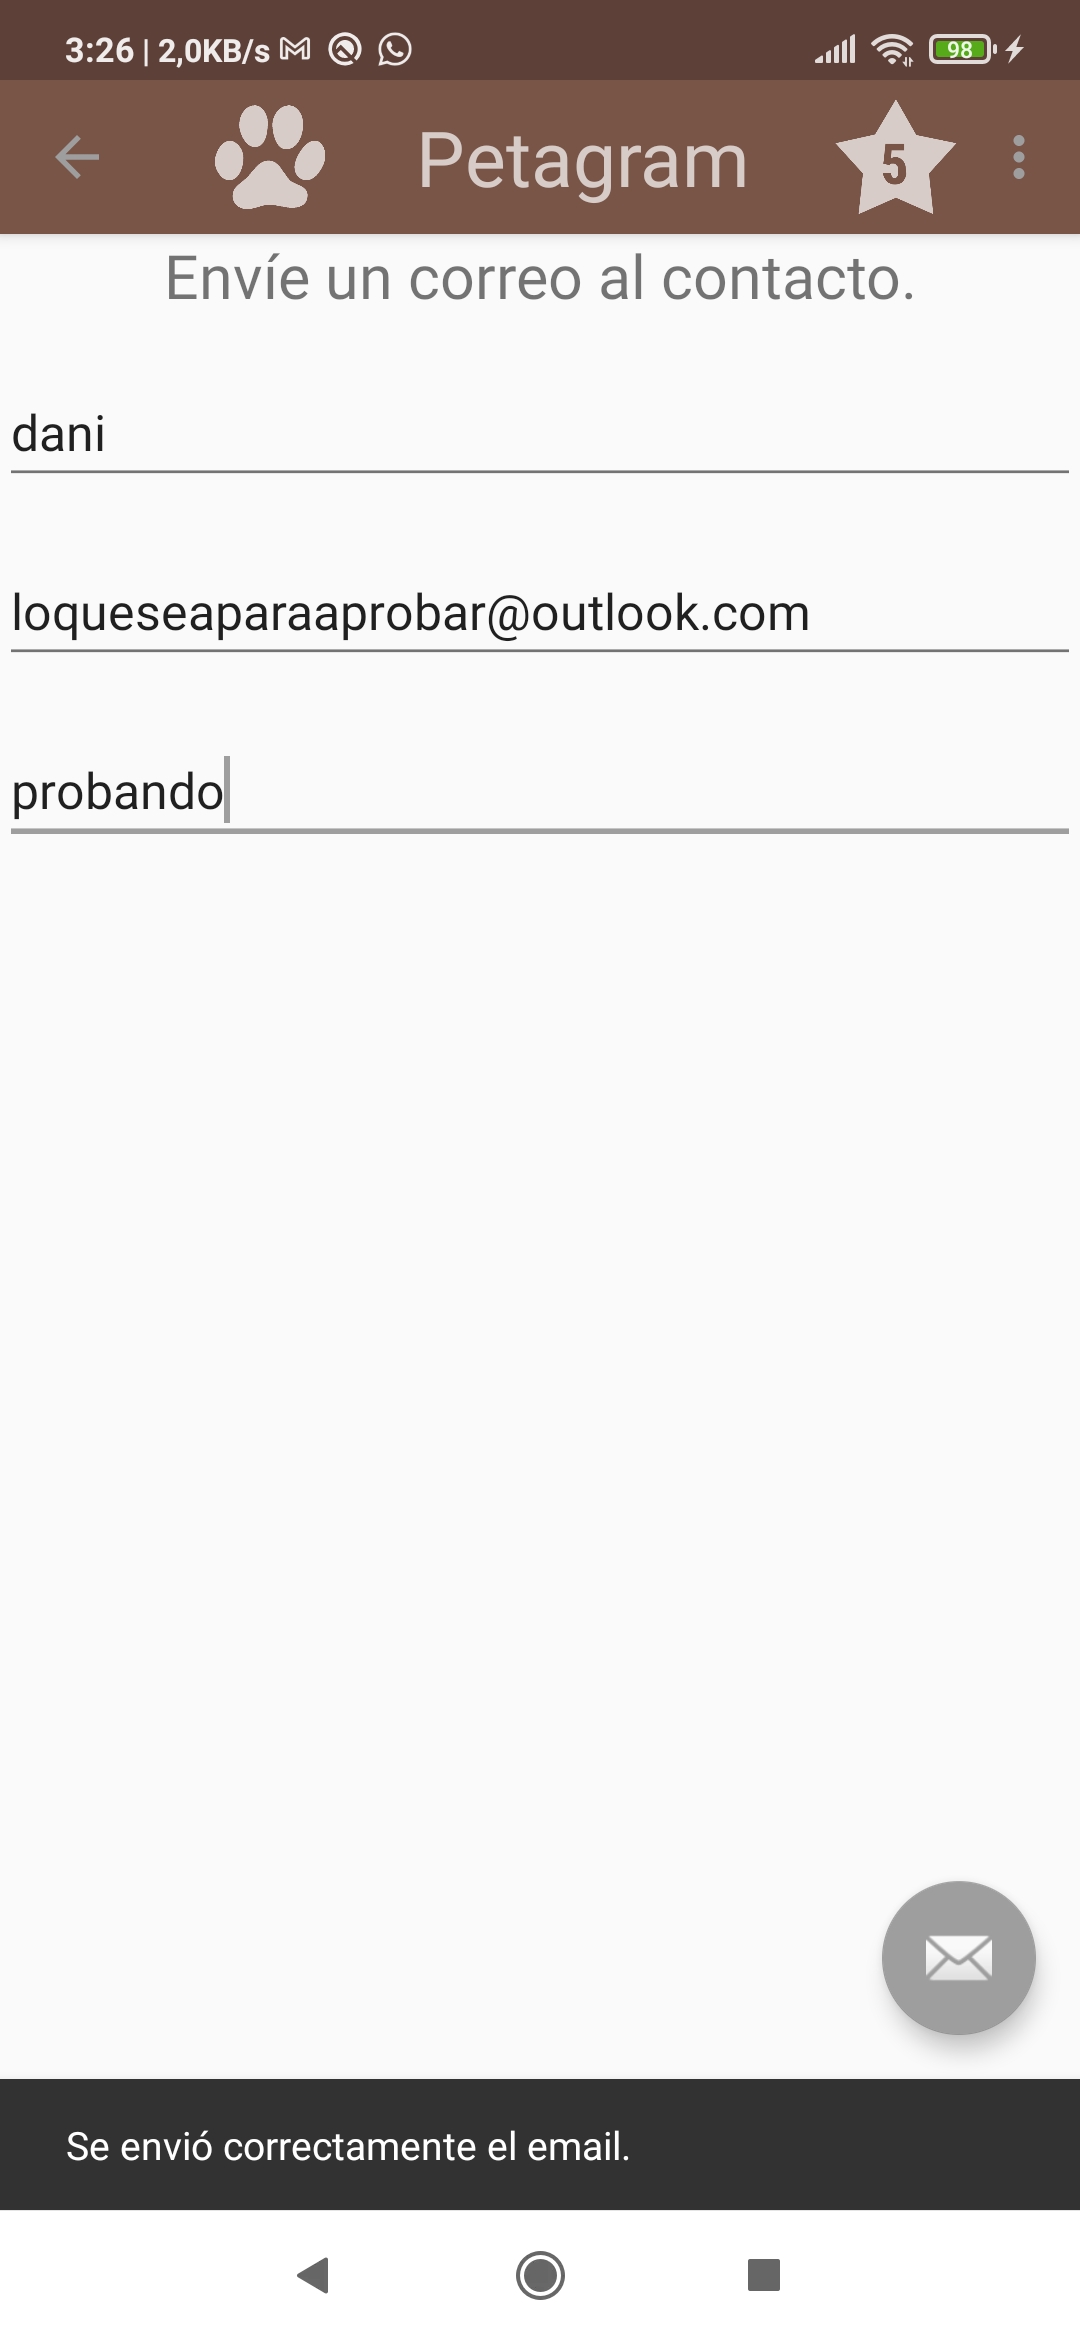 3:26 | 2,0KB/s
98
Petagram
5
Envíe un correo al contacto.
dani
loqueseaparaaprobar@outlook.com
probando
Se envió correctamente el email.